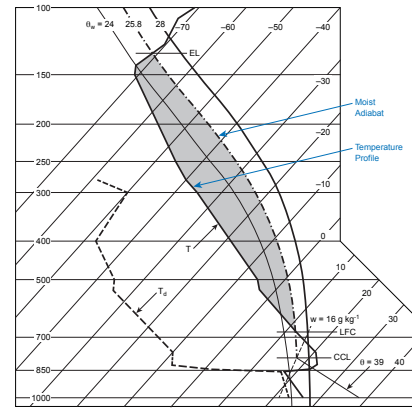 100
θw = 24 25.8 28 −70 −60 −50 −40
EL
150
−30
Moist
Adiabat
200
−20
Temperature
Profile
250
−10
300
T
400
0
10
500
Td
20
w = 16 g kg-1
30
700
LFC
CCL
θ = 39 40
850
1000